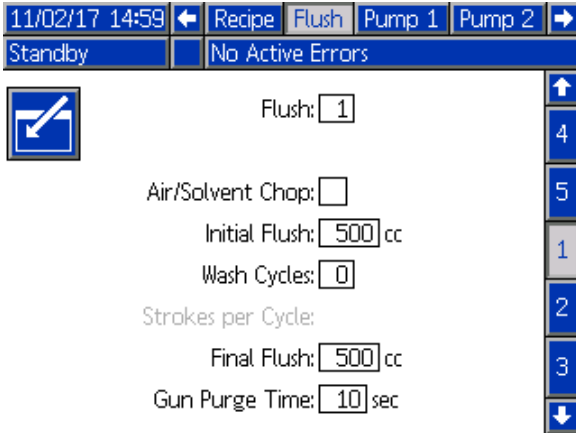 11/02/17 14:59 Recipe Flush Pump 1 Pump 2
Standby No Active Errors
Flush: 1
4
Air/Solvent Chop:
5
Initial Flush: 500 cc
1
Wash Cycles: 0
Strokes per Cycle:
2
Final Flush: 500 cc
3
Gun Purge Time: 10 sec